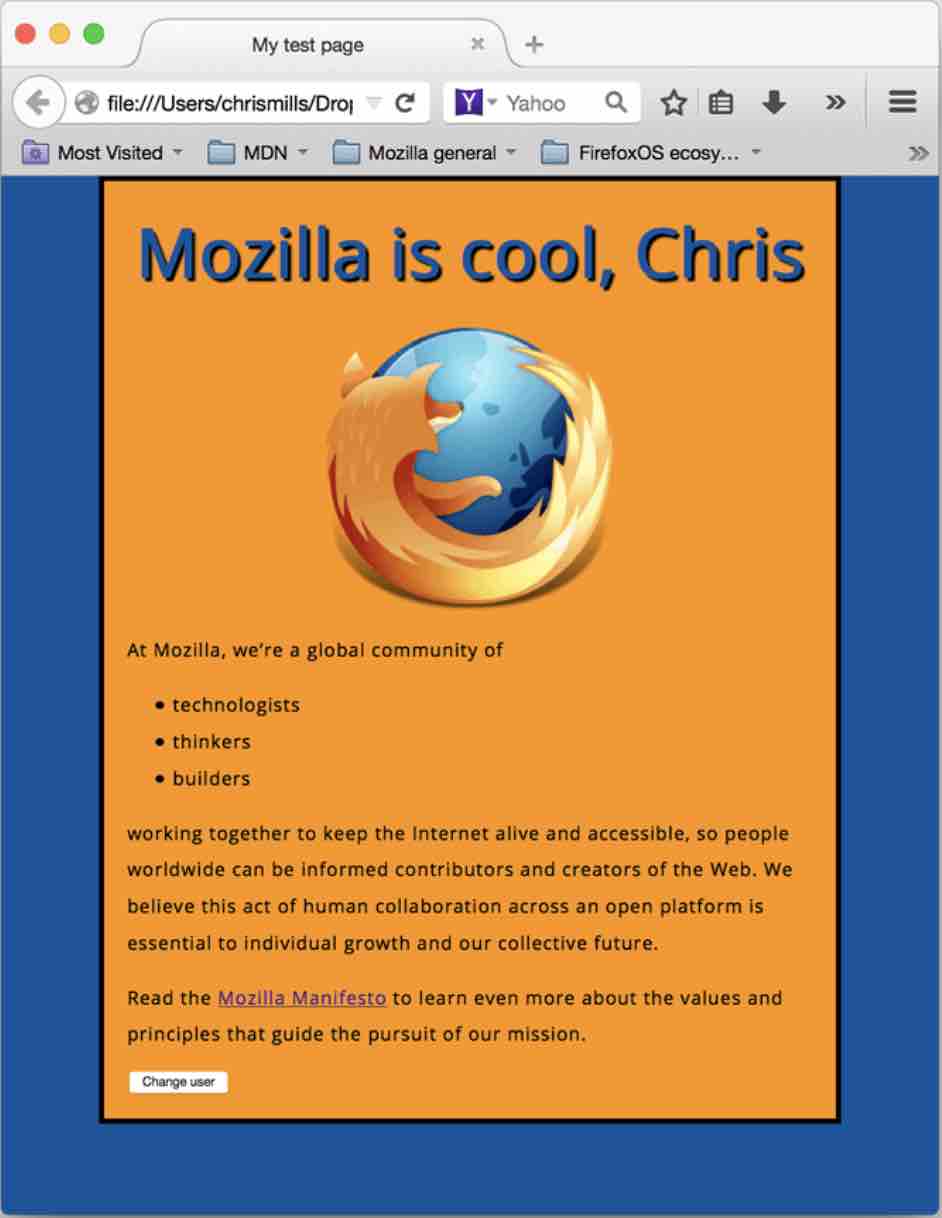 My test page
file:///Users/chrismills/Drop
Yahoo
Most Visited
MDN
Mozilla general
FirefoxOS ecosy…
Mozilla is cool, Chris
At Mozilla, we’re a global community of
• technologists
• thinkers
• builders
working together to keep the Internet alive and accessible, so people
worldwide can be informed contributors and creators of the Web. We
believe this act of human collaboration across an open platform is
essential to individual growth and our collective future.
Read the Mozilla Manifesto to learn even more about the values and
principles that guide the pursuit of our mission.
Change user